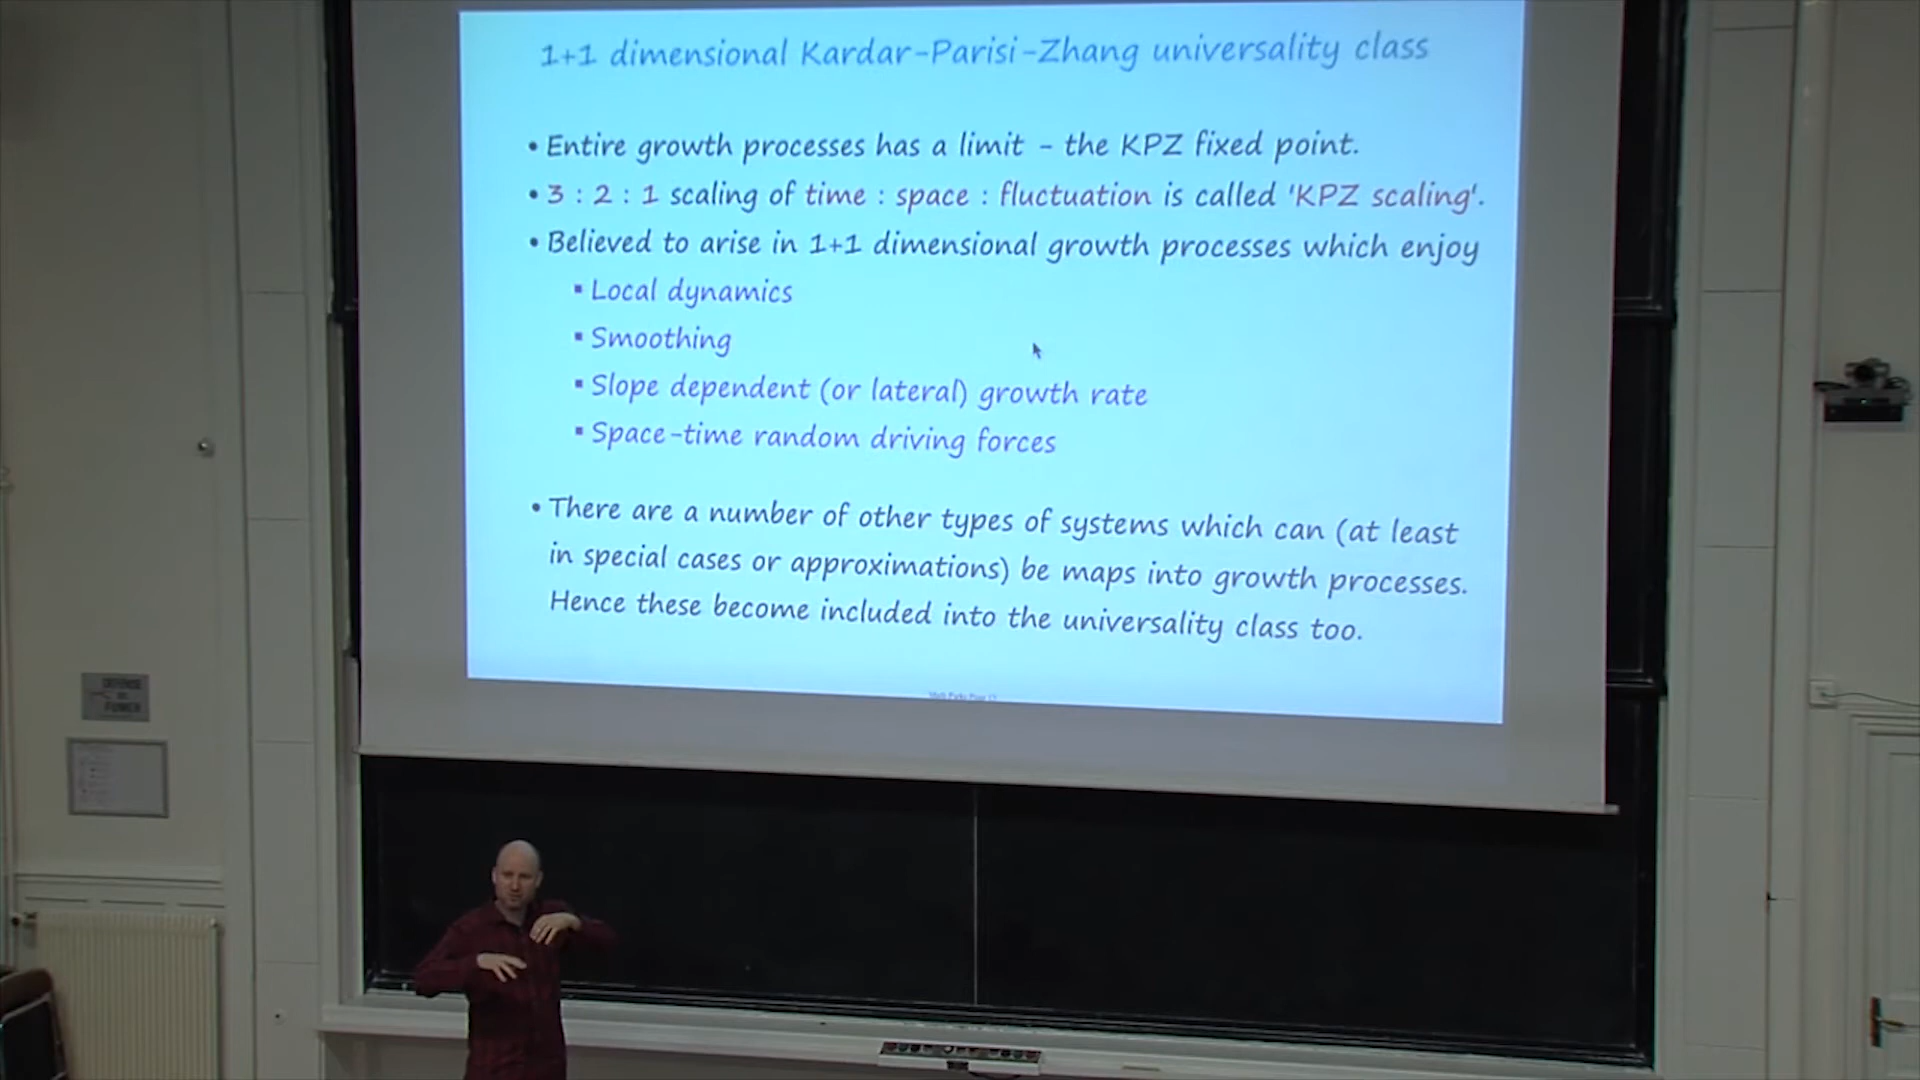 1+1 dimensional Kardar-Parisi-Zhang universality class
• Entire growth processes has a limit - the KPZ fixed point.
• 3 : 2 : 1 scaling of time : space : fluctuation is called 'KPZ scaling'.
• Believed to arise in 1+1 dimensional growth processes which enjoy
▪ Local dynamics
▪ Smoothing
▪ Slope dependent (or lateral) growth rate
▪ Space-time random driving forces
• There are a number of other types of systems which can (at least
in special cases or approximations) be maps into growth processes.
Hence these become included into the universality class too.